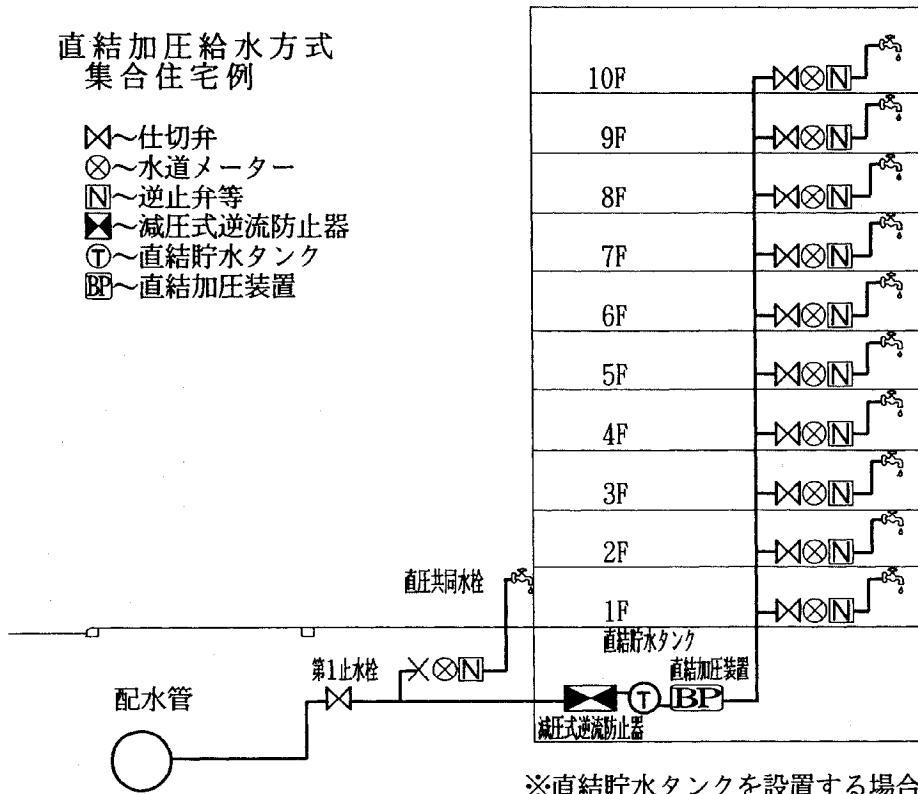 直結加圧給水方式
集合住宅例
～仕切弁
～水道メーター
N～逆止弁等
～減圧式逆流防止器
T～直結貯水タンク
BP～直結加圧装置
10F
N
9F
N
8F
N
7F
N
6F
N
5F
N
4F
N
3F
N
2F
N
1F
N
直圧共同水栓
直結貯水タンク
第1止水栓
N
直結加圧装置
配水管
T
BP
減圧式逆流防止器
※直結貯水タンクを設置する場合